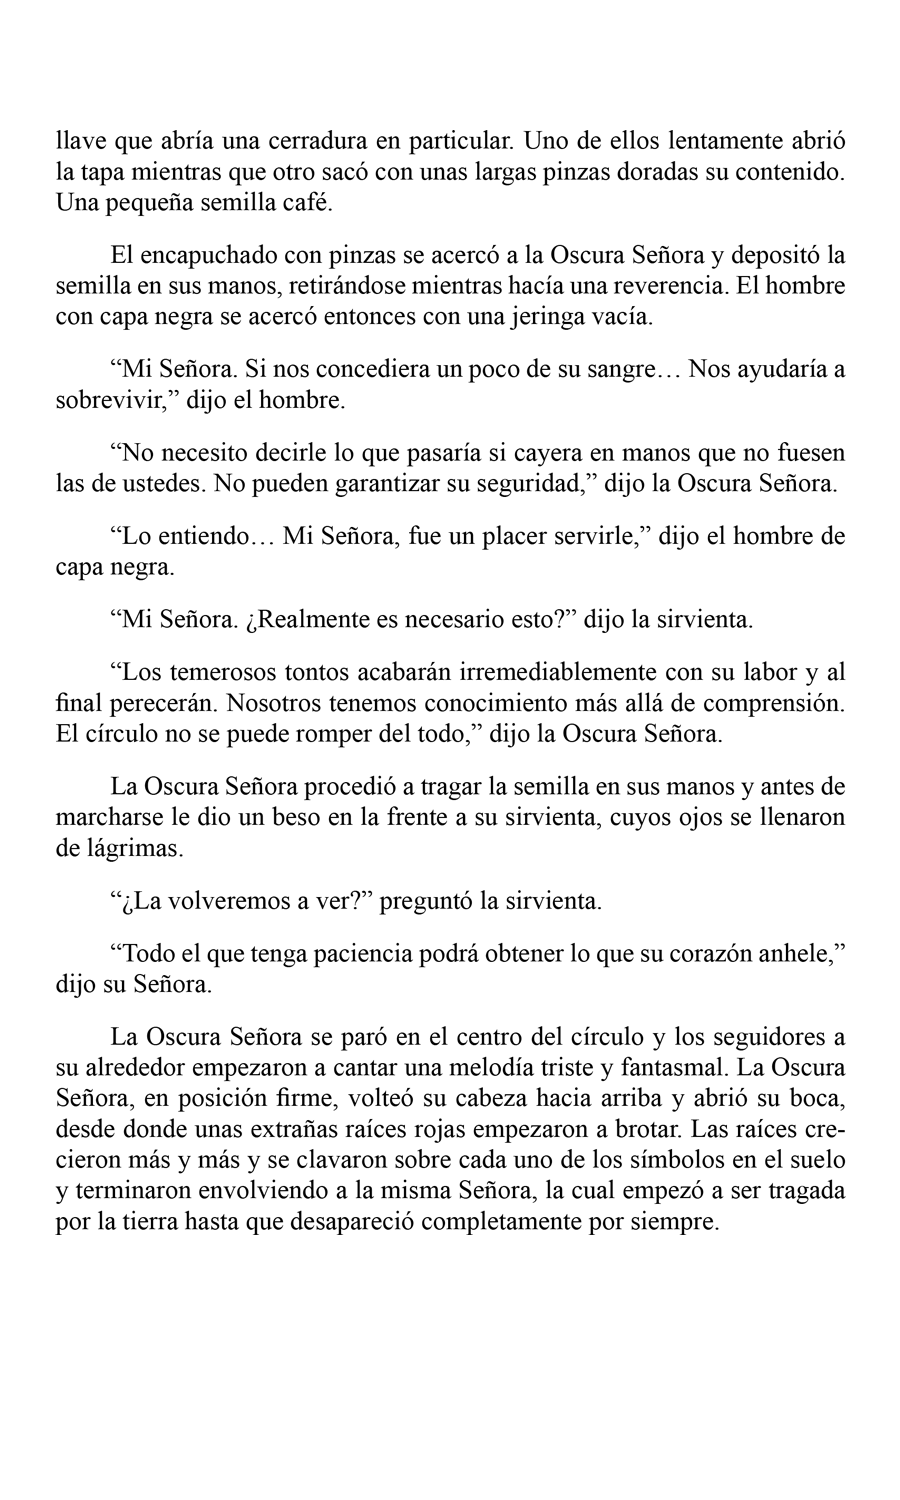 llave que abría una cerradura en particular. Uno de ellos lentamente abrió
la tapa mientras que otro sacó con unas largas pinzas doradas su contenido.
Una pequeña semilla café.
El encapuchado con pinzas se acercó a la Oscura Señora y depositó la
semilla en sus manos, retirándose mientras hacía una reverencia. El hombre
con capa negra se acercó entonces con una jeringa vacía.
“Mi Señora. Si nos concediera un poco de su sangre… Nos ayudaría a
sobrevivir,” dijo el hombre.
“No necesito decirle lo que pasaría si cayera en manos que no fuesen
las de ustedes. No pueden garantizar su seguridad,” dijo la Oscura Señora.
“Lo entiendo… Mi Señora, fue un placer servirle,” dijo el hombre de
capa negra.
“Mi Señora. ¿Realmente es necesario esto?” dijo la sirvienta.
“Los temerosos tontos acabarán irremediablemente con su labor y al
final perecerán. Nosotros tenemos conocimiento más allá de comprensión.
El círculo no se puede romper del todo,” dijo la Oscura Señora.
La Oscura Señora procedió a tragar la semilla en sus manos y antes de
marcharse le dio un beso en la frente a su sirvienta, cuyos ojos se llenaron
de lágrimas.
“¿La volveremos a ver?” preguntó la sirvienta.
“Todo el que tenga paciencia podrá obtener lo que su corazón anhele,”
dijo su Señora.
La Oscura Señora se paró en el centro del círculo y los seguidores a
su alrededor empezaron a cantar una melodía triste y fantasmal. La Oscura
Señora, en posición firme, volteó su cabeza hacia arriba y abrió su boca,
desde donde unas extrañas raíces rojas empezaron a brotar. Las raíces cre-
cieron más y más y se clavaron sobre cada uno de los símbolos en el suelo
y terminaron envolviendo a la misma Señora, la cual empezó a ser tragada
por la tierra hasta que desapareció completamente por siempre.